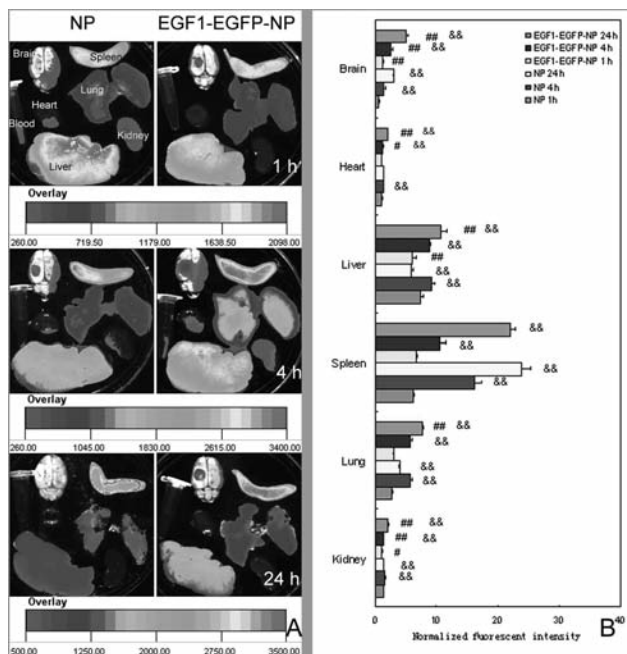 NP EGF1-EGFP-NP
Brain Spleen
Heart Lung
Blood
Kidney
Liver
1 h
Overlay
260.00 719.50 1179.00 1638.50 2098.00
4 h
Overlay
260.00 1045.00 1830.00 2615.00 3400.00
24 h
Overlay
500.00 1250.00 2000.00 2750.00 3500.00
A
B
EGF1-EGFP-NP 24h
EGF1-EGFP-NP 4h
EGF1-EGFP-NP 1h
NP 24h
NP 4h
NP 1h
Brain
## &&
## &&
##
&&
&&
Heart
## &&
# &&
&&
Liver
## &&
&&
##
&&
&&
Spleen
&&
&&
&&
&&
Lung
## &&
&&
&&
&&
Kidney
## &&
## &&
#
&&
&&
0 10 20 30 40
Normalized fluorescent intensity